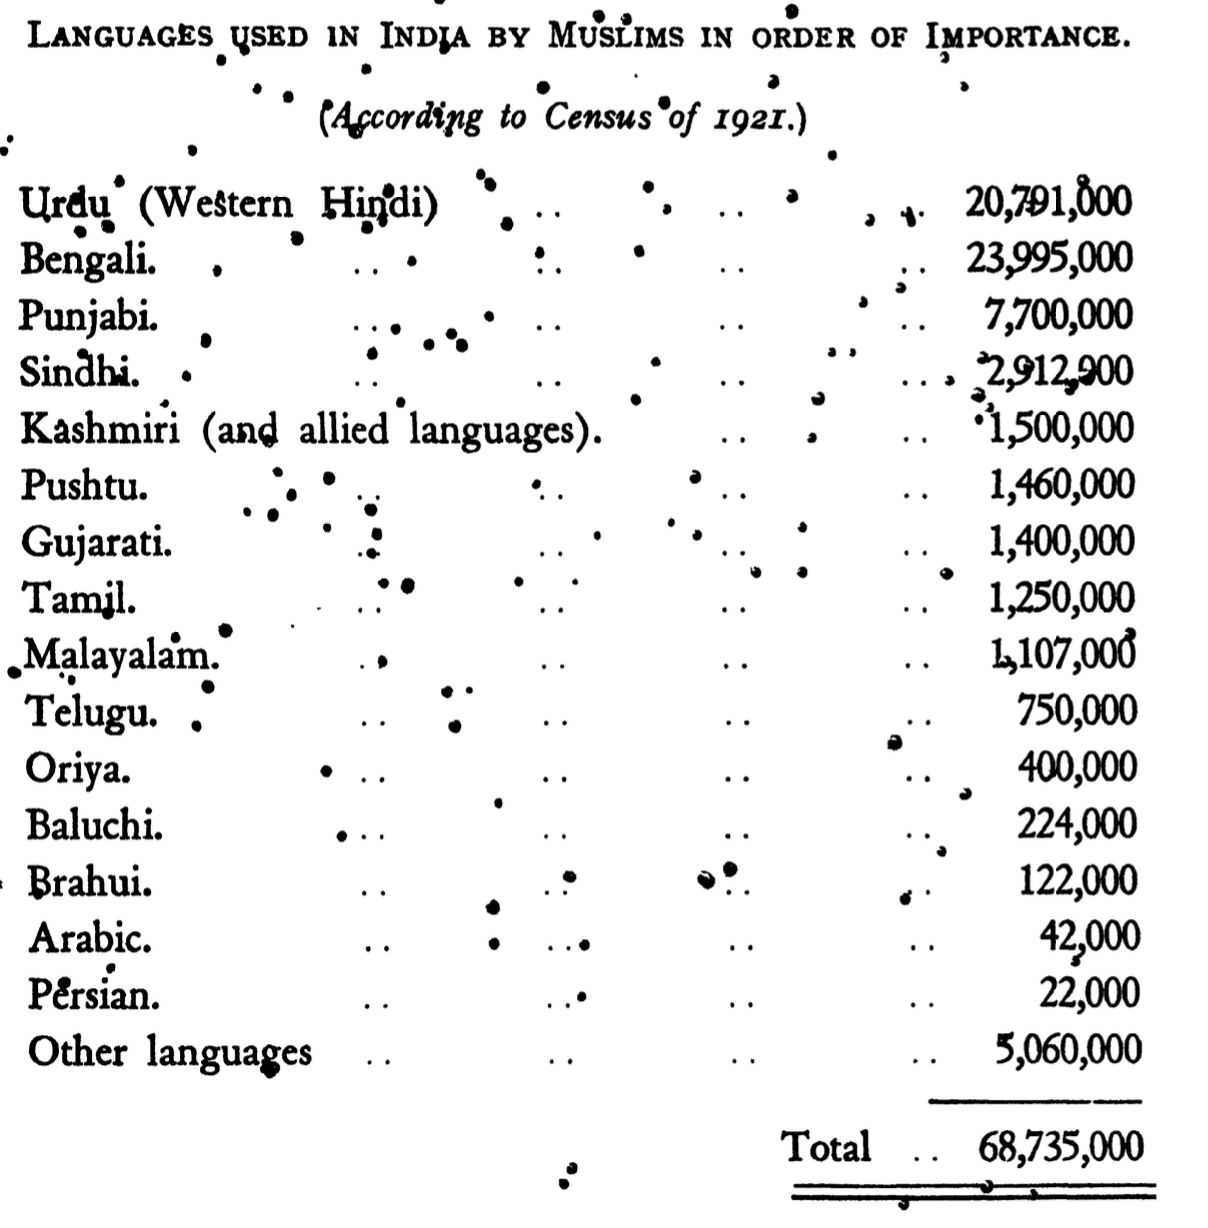 LANGUAGES USED IN INDIA BY MUSLIMS IN ORDER OF IMPORTANCE.
(According to Census of 1921.)
Urdu (Western Hindi) .. .. .. 20,791,000
Bengali. .. .. .. .. 23,995,000
Punjabi. .. .. .. .. 7,700,000
Sindhi. .. .. .. .. 2,912,000
Kashmiri (and allied languages). .. .. 1,500,000
Pushtu. .. .. .. .. 1,460,000
Gujarati. .. .. .. .. 1,400,000
Tamil. .. .. .. .. 1,250,000
Malayalam. .. .. .. .. 1,107,000
Telugu. .. .. .. .. 750,000
Oriya. .. .. .. .. 400,000
Baluchi. .. .. .. .. 224,000
Brahui. .. .. .. .. 122,000
Arabic. .. .. .. .. 42,000
Persian. .. .. .. .. 22,000
Other languages .. .. .. .. 5,060,000
Total .. 68,735,000